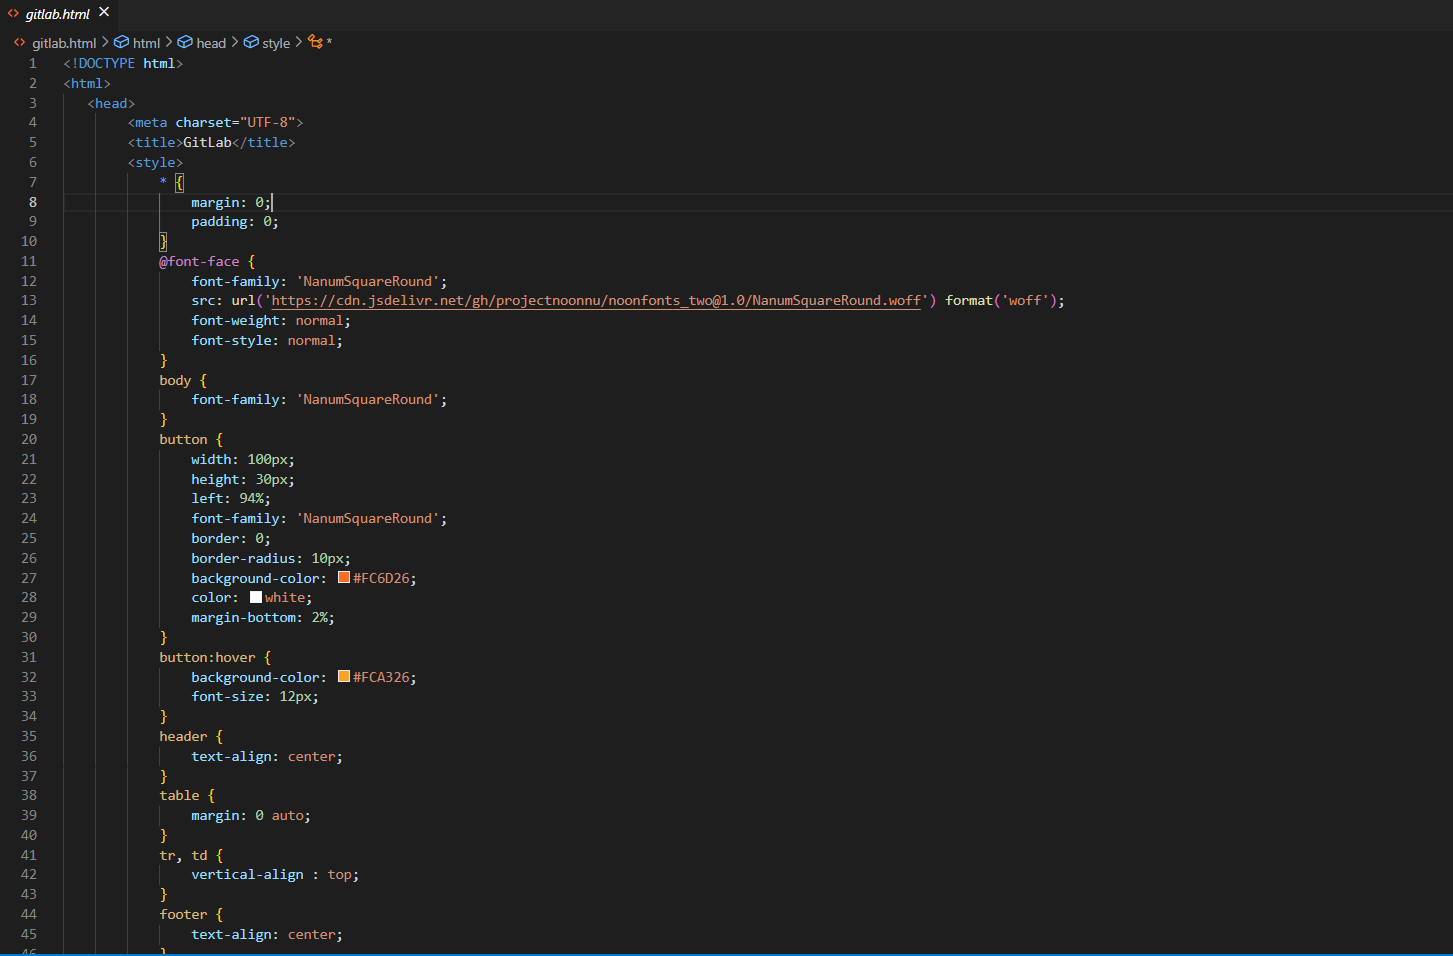 gitlab.html
gitlab.html > html > head > style > *
1 <!DOCTYPE html>
2 <html>
3 <head>
4 <meta charset="UTF-8">
5 <title>GitLab</title>
6 <style>
7 * {
8 margin: 0;
9 padding: 0;
10 }
11 @font-face {
12 font-family: 'NanumSquareRound';
13 src: url('https://cdn.jsdelivr.net/gh/projectnoonnu/noonfonts_two@1.0/NanumSquareRound.woff') format('woff');
14 font-weight: normal;
15 font-style: normal;
16 }
17 body {
18 font-family: 'NanumSquareRound';
19 }
20 button {
21 width: 100px;
22 height: 30px;
23 left: 94%;
24 font-family: 'NanumSquareRound';
25 border: 0;
26 border-radius: 10px;
27 background-color: #FC6D26;
28 color: white;
29 margin-bottom: 2%;
30 }
31 button:hover {
32 background-color: #FCA326;
33 font-size: 12px;
34 }
35 header {
36 text-align: center;
37 }
38 table {
39 margin: 0 auto;
40 }
41 tr, td {
42 vertical-align : top;
43 }
44 footer {
45 text-align: center;
46 }